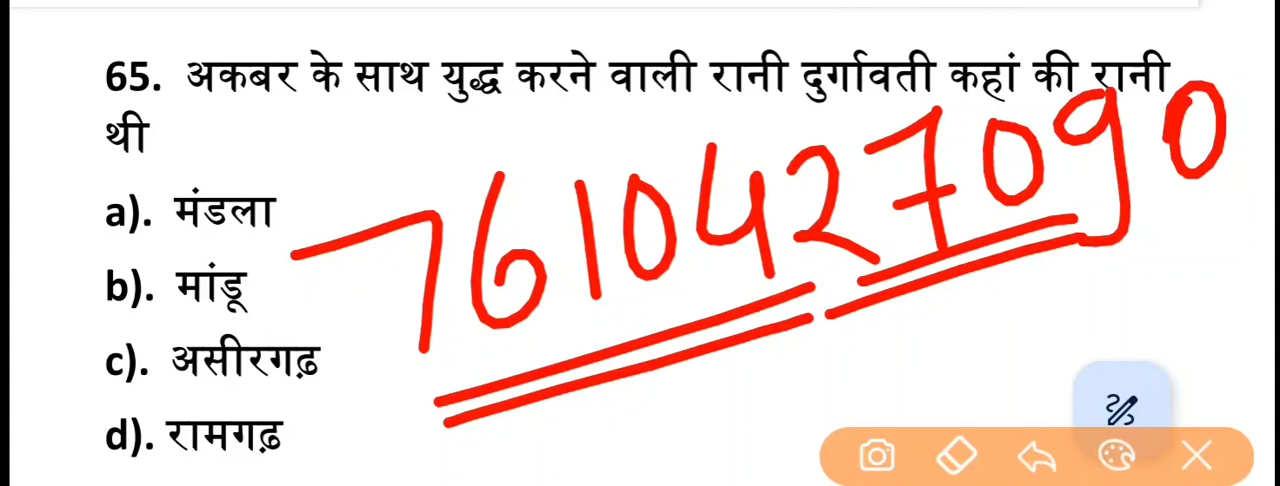 65. अकबर के साथ युद्ध करने वाली रानी दुर्गावती कहां की रानी
थी
7610427090
a). मंडला
b). मांडू
c). असीरगढ़
d). रामगढ़